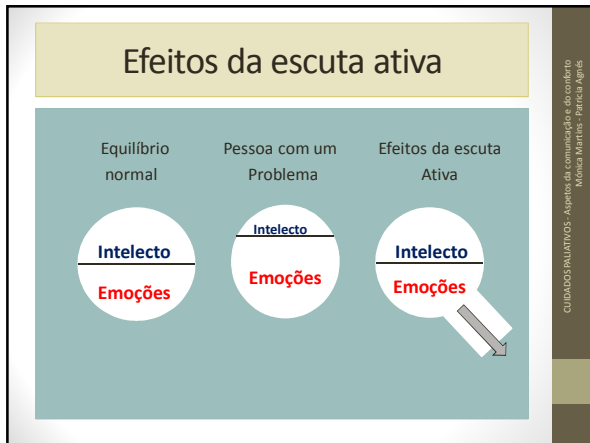 Efeitos da escuta ativa
Equilíbrio
normal
Pessoa com um
Problema
Efeitos da escuta
Ativa
Intelecto
Emoções
Intelecto
Emoções
Intelecto
Emoções
CUIDADOS PALIATIVOS - Aspetos da comunicação e do conforto
Mónica Martins - Patrícia Agnés